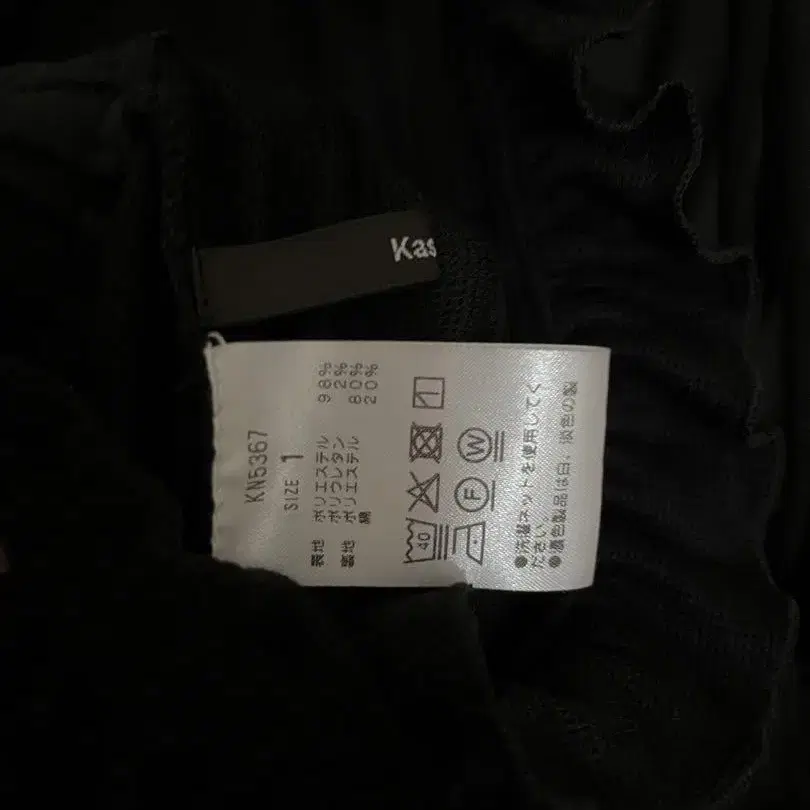 Kas
KN5367
SIZE 1
表地 ポリエステル 98%
ポリウレタン 2%
裏地 ポリエステル 80%
綿 20%
40
F W
●洗濯ネットを使用してく
ださい。
●濃色製品は白、淡色の製